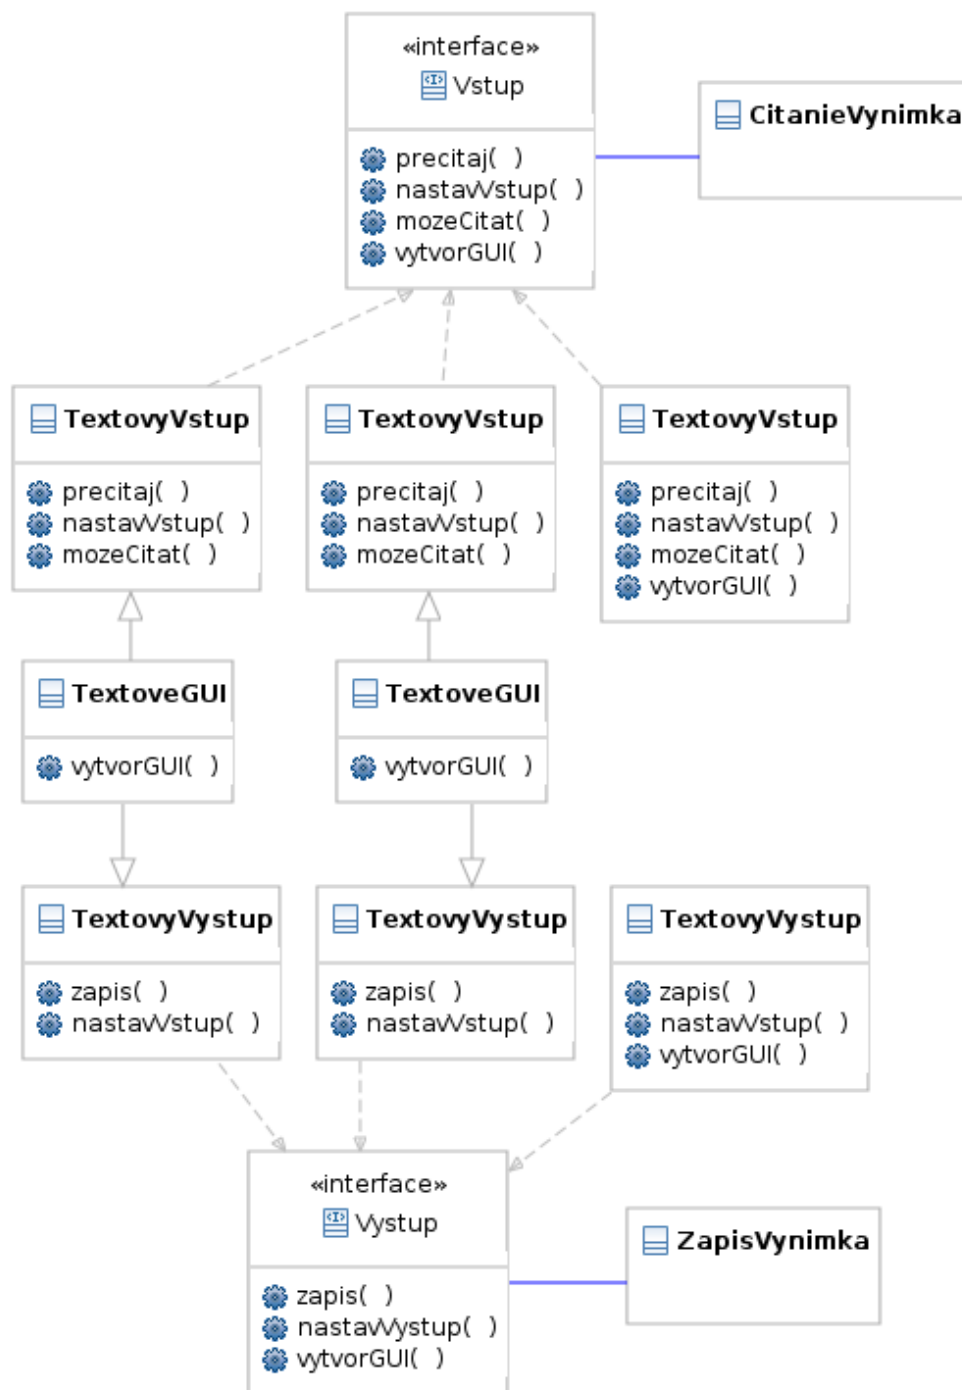 «interface»
Vstup
precitaj( )
nastavVstup( )
mozeCitat( )
vytvorGUI( )
CitanieVynimka
TextovyVstup
precitaj( )
nastavVstup( )
mozeCitat( )
TextovyVstup
precitaj( )
nastavVstup( )
mozeCitat( )
TextovyVstup
precitaj( )
nastavVstup( )
mozeCitat( )
vytvorGUI( )
TextoveGUI
vytvorGUI( )
TextoveGUI
vytvorGUI( )
TextovyVystup
zapis( )
nastavVstup( )
TextovyVystup
zapis( )
nastavVstup( )
TextovyVystup
zapis( )
nastavVstup( )
vytvorGUI( )
«interface»
Vystup
zapis( )
nastavVystup( )
vytvorGUI( )
ZapisVynimka